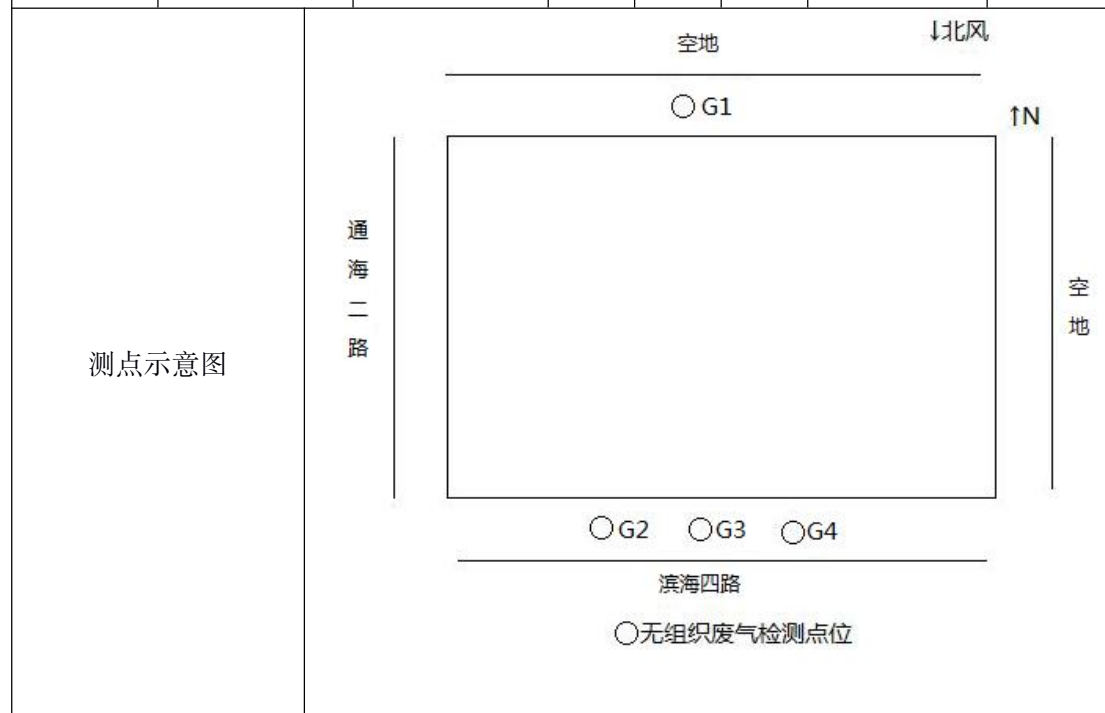 ↓北风
空地
○G1
↑N
通海二路
空地
测点示意图
○G2 ○G3 ○G4
滨海四路
○无组织废气检测点位